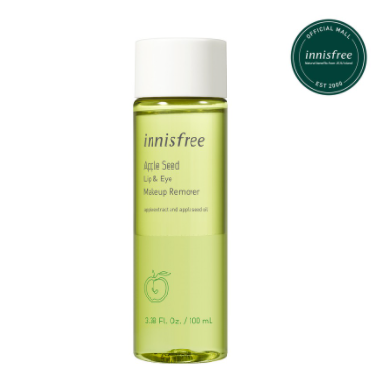 OFFICIAL MALL
innisfree
EST 2000
innisfree
Apple Seed
Lip & Eye
Makeup Remover
3.38 Fl. Oz. / 100 mL